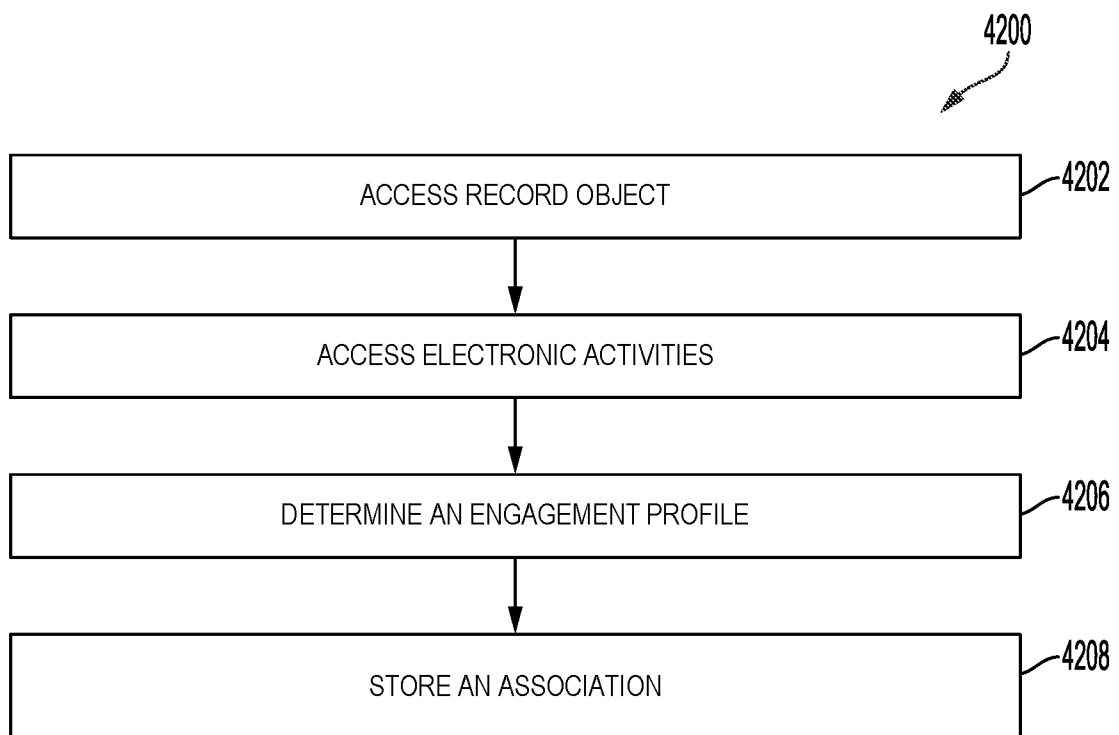 4200
ACCESS RECORD OBJECT
4202
ACCESS ELECTRONIC ACTIVITIES
4204
DETERMINE AN ENGAGEMENT PROFILE
4206
STORE AN ASSOCIATION
4208